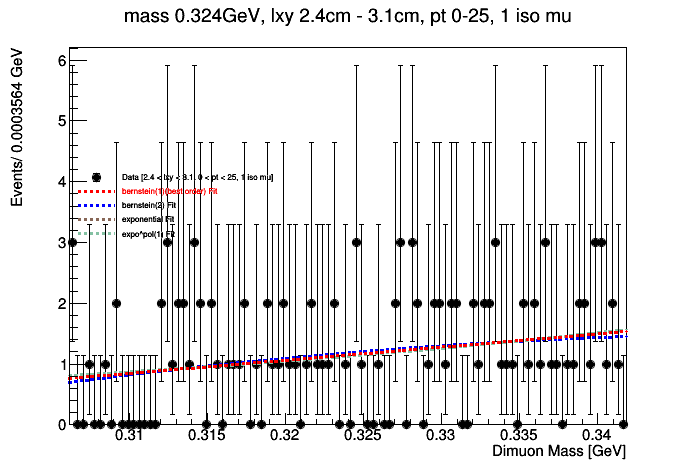 mass 0.324GeV, lxy 2.4cm - 3.1cm, pt 0-25, 1 iso mu
Events/ 0.0003564 GeV
6
5
4
3
2
1
0
Data [2.4 < lxy < 3.1, 0 < pt < 25, 1 iso mu]
bernstein(1)(best order) Fit
bernstein(2) Fit
exponential Fit
expo*pol(1) Fit
0.31 0.315 0.32 0.325 0.33 0.335 0.34
Dimuon Mass [GeV]